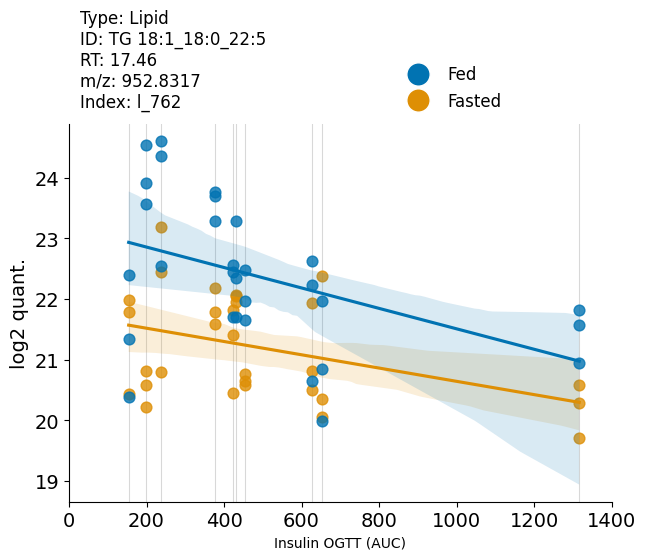 Type: Lipid
ID: TG 18:1_18:0_22:5
RT: 17.46
m/z: 952.8317
Index: l_762
Fed
Fasted
log2 quant.
24
23
22
21
20
19
0 200 400 600 800 1000 1200 1400
Insulin OGTT (AUC)